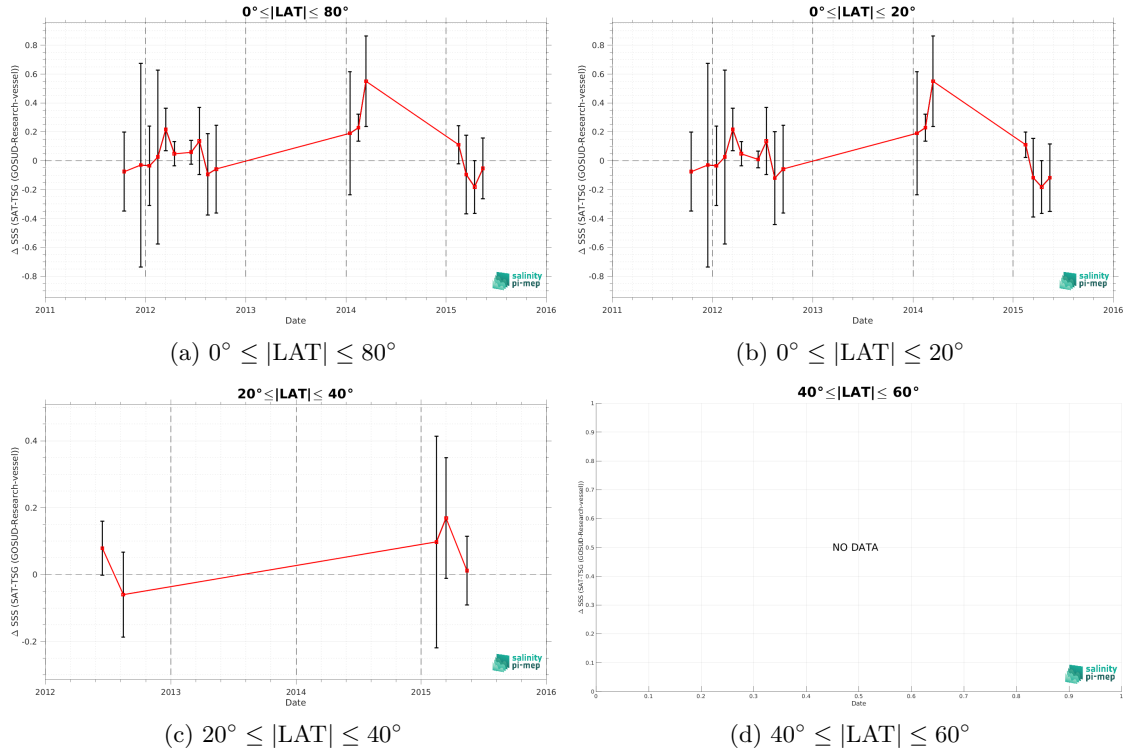 0°≤|LAT|≤ 80°
Δ SSS (SAT-TSG (GOSUD-Research-vessel))
0.8
0.6
0.4
0.2
0
-0.2
-0.4
-0.6
-0.8
2011
2012
2013
2014
2015
2016
Date
salinity
pi-mep
(a) 0° ≤ |LAT| ≤ 80°
0°≤|LAT|≤ 20°
Δ SSS (SAT-TSG (GOSUD-Research-vessel))
0.8
0.6
0.4
0.2
0
-0.2
-0.4
-0.6
-0.8
2011
2012
2013
2014
2015
2016
Date
salinity
pi-mep
(b) 0° ≤ |LAT| ≤ 20°
20°≤|LAT|≤ 40°
Δ SSS (SAT-TSG (GOSUD-Research-vessel))
0.4
0.2
0
-0.2
2012
2013
2014
2015
2016
Date
salinity
pi-mep
(c) 20° ≤ |LAT| ≤ 40°
40°≤|LAT|≤ 60°
Δ SSS (SAT-TSG (GOSUD-Research-vessel))
1
0.9
0.8
0.7
0.6
0.5
0.4
0.3
0.2
0.1
0
NO DATA
0
0.1
0.2
0.3
0.4
0.5
0.6
0.7
0.8
0.9
1
Date
salinity
pi-mep
(d) 40° ≤ |LAT| ≤ 60°